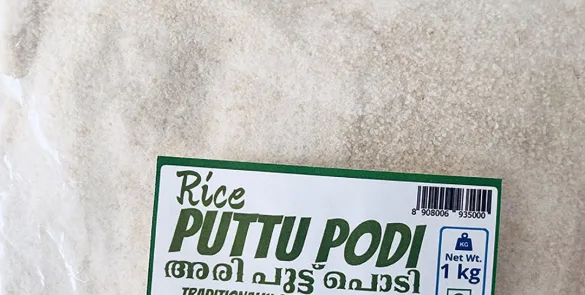 Rice
PUTTU PODI
അരി പുട്ട് പൊടി
8 908006 935000
KG
Net Wt.
1 kg